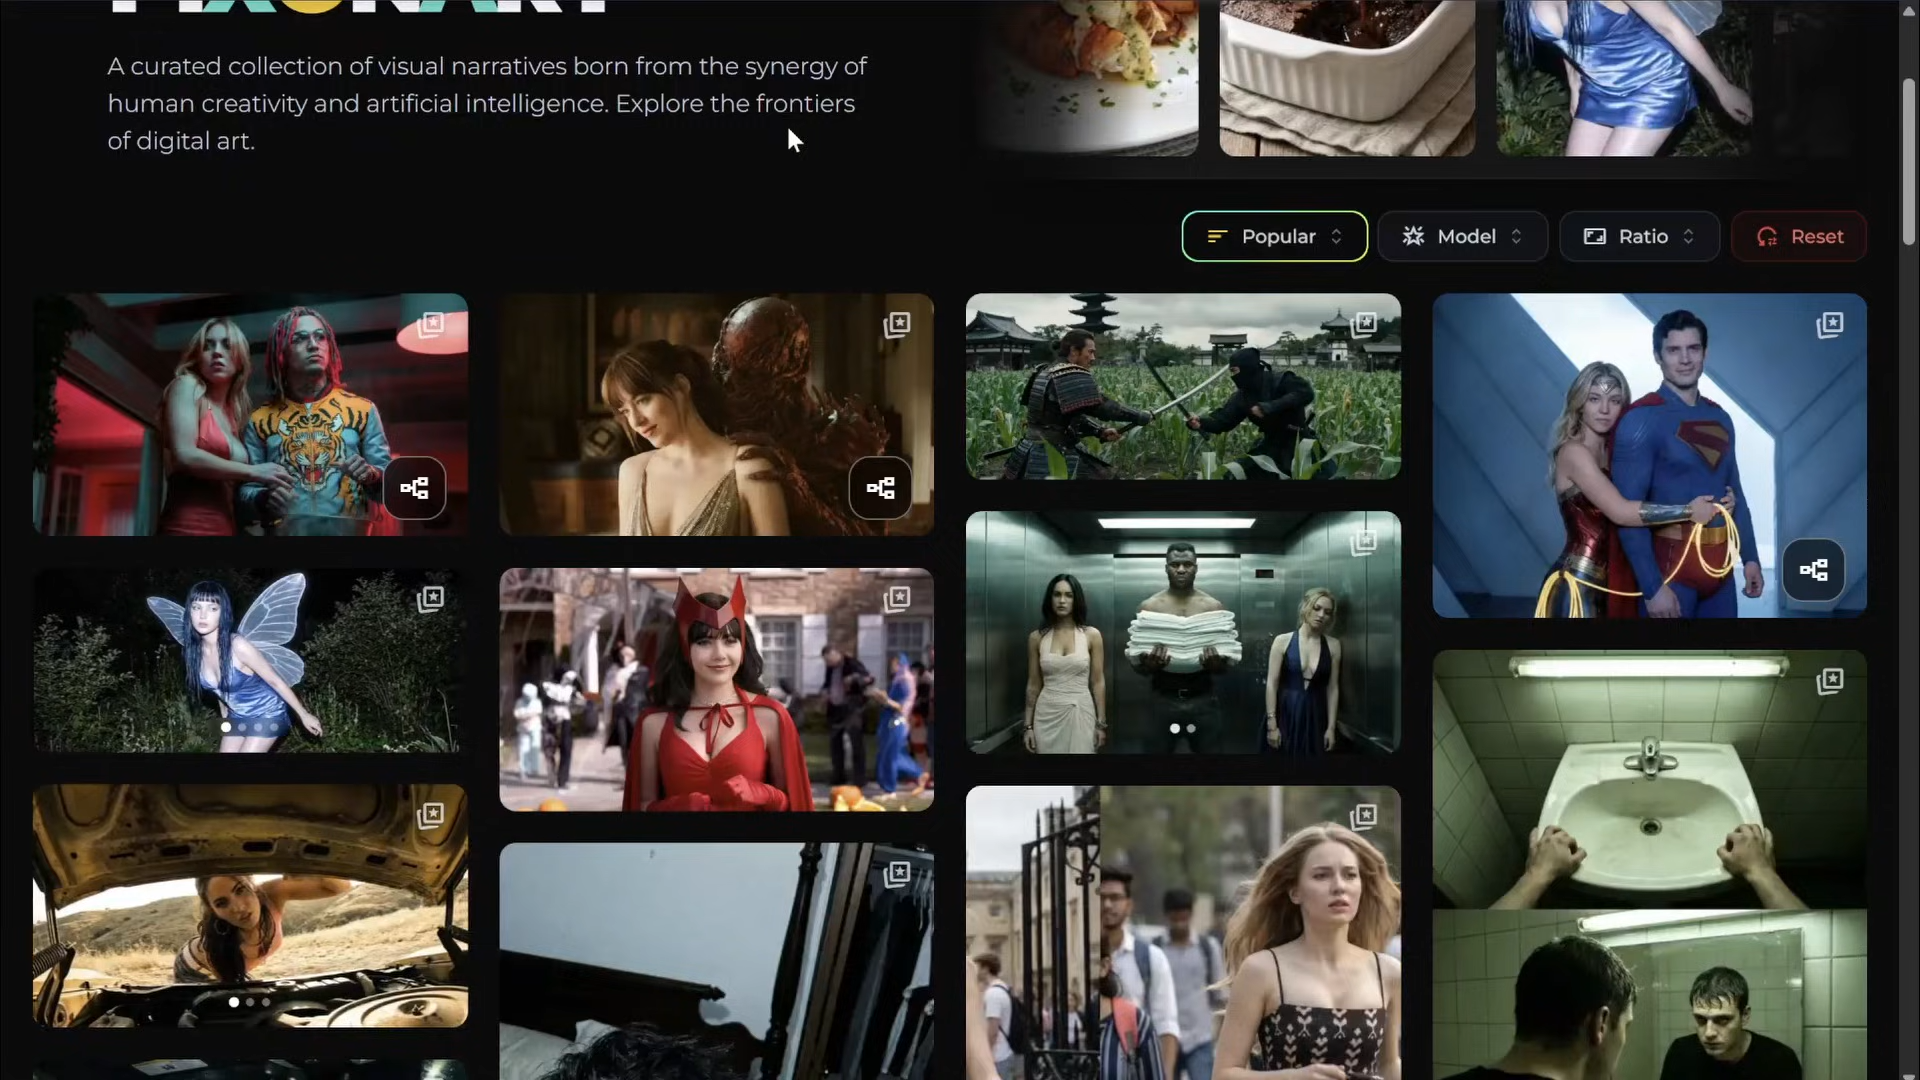 A curated collection of visual narratives born from the synergy of
human creativity and artificial intelligence. Explore the frontiers
of digital art.
Popular
Model
Ratio
Reset